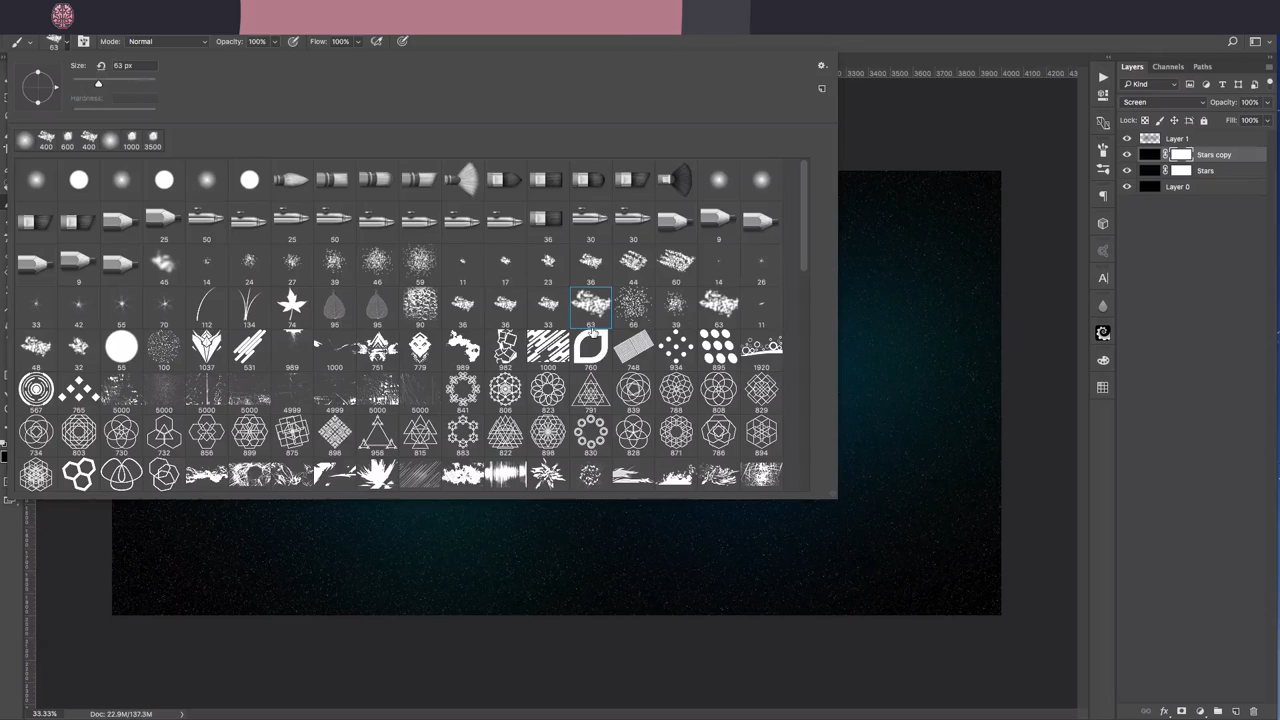 63
Mode: Normal
Opacity: 100%
Flow: 100%
Size: 63 px
Hardness:
400 600 400 1000 3500
25 50 25 50 36 30 30 9
9 45 14 24 27 39 46 59 11 17 23 36 44 60 14 26
33 42 55 70 112 134 74 95 95 90 36 36 33 63 66 39 63 11
48 32 55 100 1037 531 989 1000 751 779 989 982 1000 760 748 934 895 1920
567 765 5000 5000 5000 5000 4999 4999 5000 5000 841 806 823 791 839 788 808 829
734 803 730 732 856 899 875 898 958 815 883 822 898 830 828 871 785 894
3300 3400 3500 3600 3700 3800 3900 4000 4100 4200
Layers Channels Paths
Kind
Screen
Opacity: 100%
Lock:
Fill: 100%
Layer 1
Stars copy
Stars
Layer 0
33.33%
Doc: 22.9M/137.3M